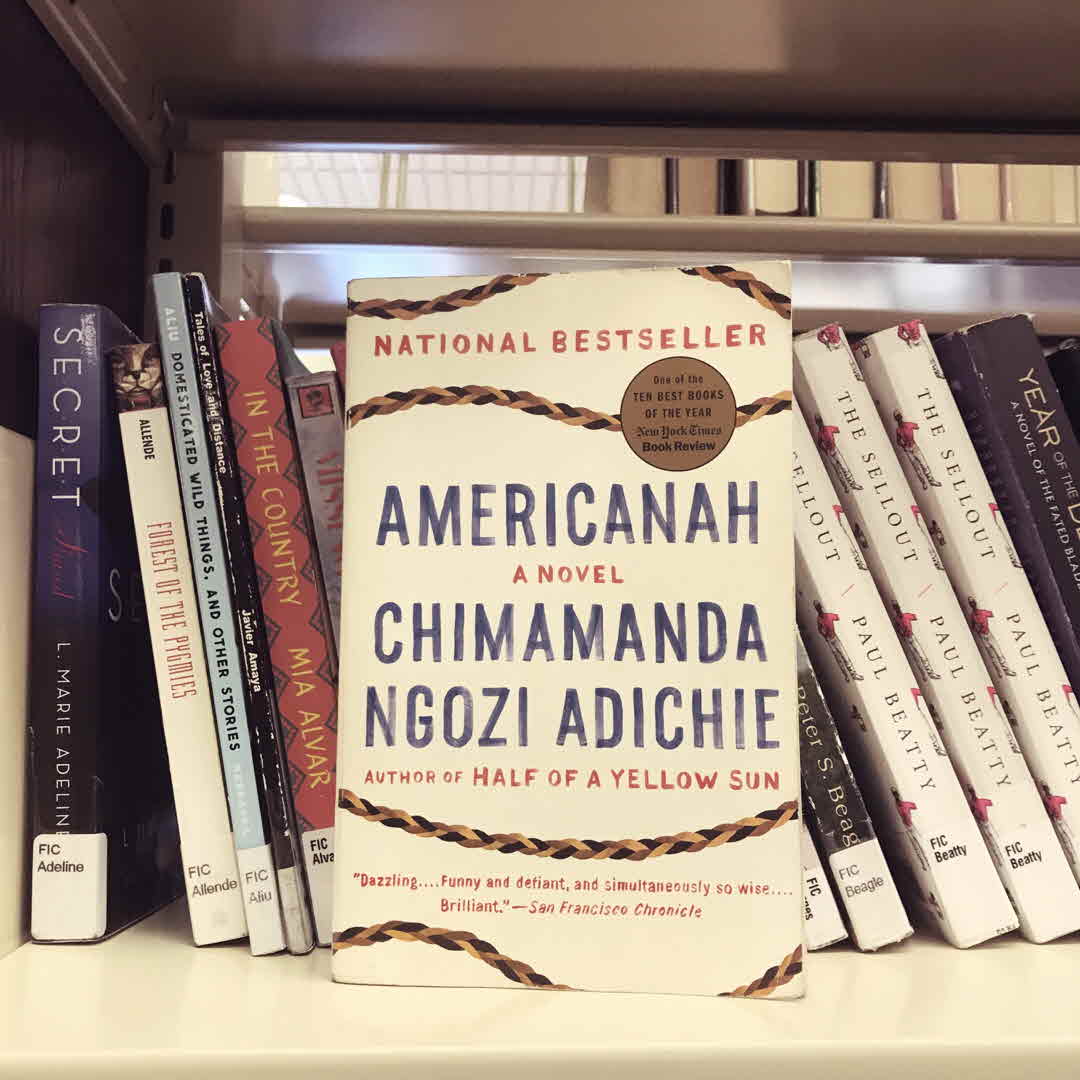 SECRET
L. MARIE ADELINE
FIC
Adeline
ALLENDE
FOREST OF THE PYGMIES
FIC
Allende
ALIU
DOMESTICATED WILD THINGS, AND OTHER STORIES
FIC
Aliu
Tales of Love and Distance
Javier Amaya
IN THE COUNTRY
MIA ALVAR
FIC
Alva
NATIONAL BESTSELLER
One of the
TEN BEST BOOKS
OF THE YEAR
New York Times
Book Review
AMERICANAH
A NOVEL
CHIMAMANDA
NGOZI ADICHIE
AUTHOR OF HALF OF A YELLOW SUN
"Dazzling....Funny and defiant, and simultaneously so wise....
Brilliant."—San Francisco Chronicle
FIC
nes
Peter S. Beag
FIC
Beagle
SELLOUT / PAUL BEATTY
FIC
Beatty
THE SELLOUT / PAUL BEATTY
FIC
Beatty
THE SELLOUT / PAUL BEATTY
YEAR OF THE D
A NOVEL OF THE FATED BLADE